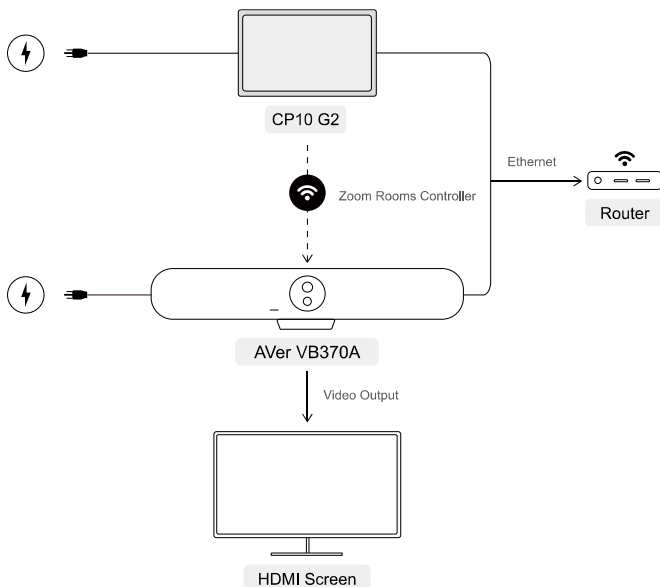 CP10 G2
Ethernet
Zoom Rooms Controller
Router
AVer VB370A
Video Output
HDMI Screen